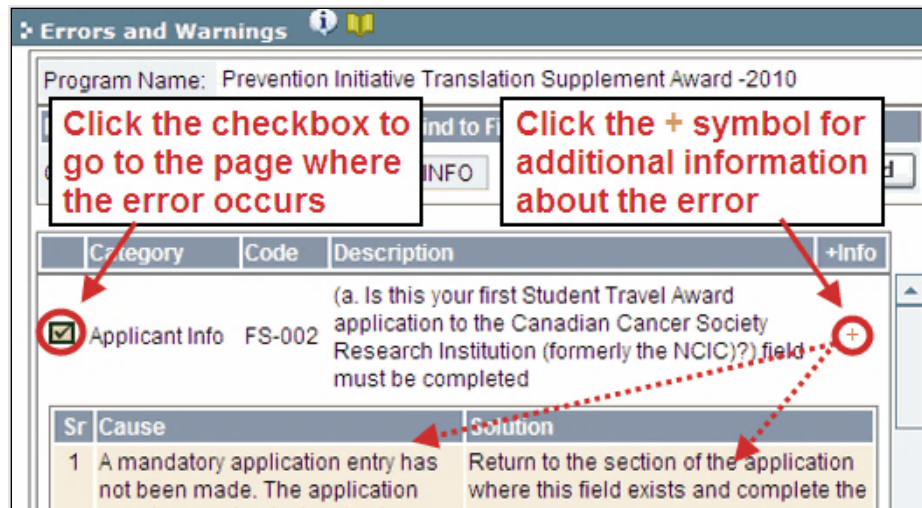 Errors and Warnings
Program Name: Prevention Initiative Translation Supplement Award -2010
Click the checkbox to
go to the page where
the error occurs
Click the + symbol for
additional information
about the error
ind to Fi
INFO
Category Code Description +Info
Applicant Info FS-002 (a. Is this your first Student Travel Award
application to the Canadian Cancer Society
Research Institution (formerly the NCIC)?) field
must be completed
+
Sr Cause Solution
1 A mandatory application entry has Return to the section of the application
not been made. The application where this field exists and complete the